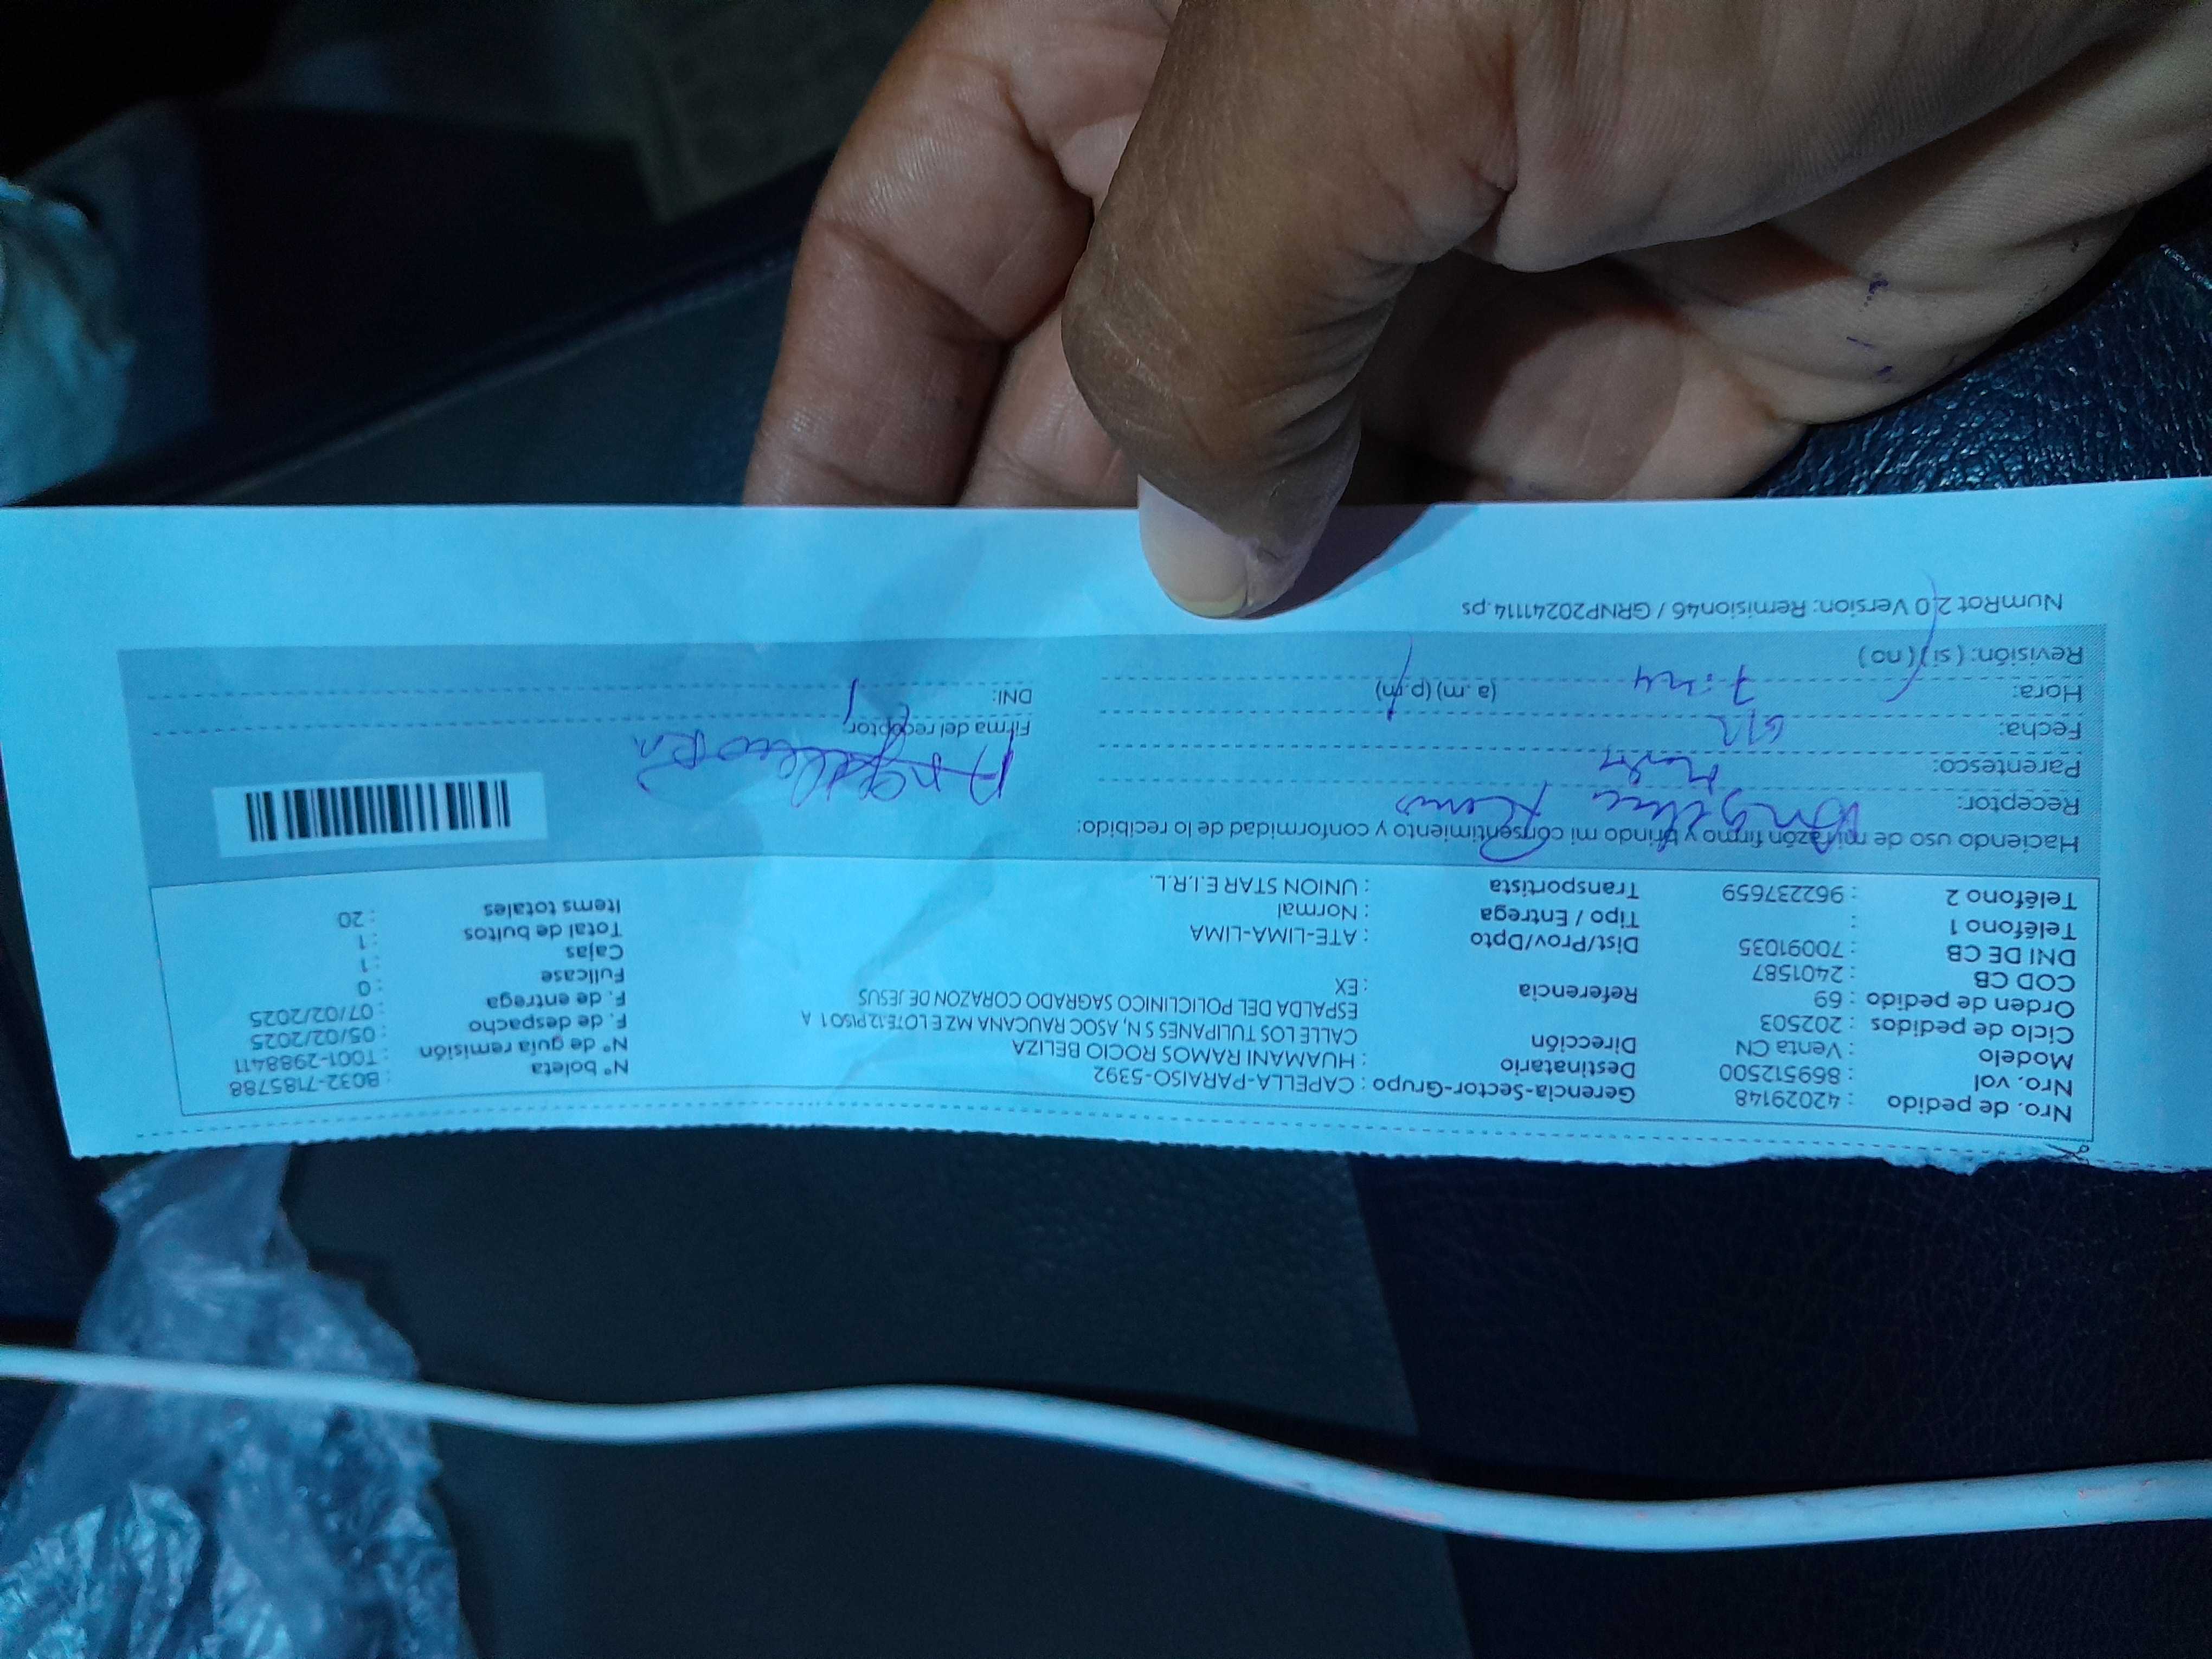 Nro. de pedido : 42029148
Nro. vol : 869512500
Modelo : Venta CN
Ciclo de pedidos : 202503
Orden de pedido : 69
COD CB : 2401587
DNI DE CB : 70091035
Teléfono 1 :
Teléfono 2 : 962237659
Gerencia-Sector-Grupo : CAPELLA-PARAISO-5392
Destinatario : HUAMANI RAMOS ROCIO BELIZA
Dirección CALLE LOS TULIPANES S N, ASOC RAUCANA MZ E LOTE:12 PISO 1 A
ESPALDA DEL POLICLINICO SAGRADO CORAZON DE JESUS
Referencia : EX
Dist/Prov/Dpto : ATE-LIMA-LIMA
Tipo / Entrega : Normal
Transportista : UNION STAR E.I.R.L.
N° boleta : B032-7185788
N° de guía remisión : T001-2988411
F. de despacho : 05/02/2025
F. de entrega : 07/02/2025
Fullcase : 0
Cajas : 1
Total de bultos : 1
Items totales : 20
Haciendo uso de mi razón firmo y brindo mi consentimiento y conformidad de lo recibido:
Receptor: Angelica Ramos
Parentesco:
Fecha: 6/2
Hora: 7:24 (a.m) (p.m)
Revisión: ( si ) ( no )
Firma del receptor:
DNI:
NumRot 2.0 Version: Remision46 / GRNP20241114.ps